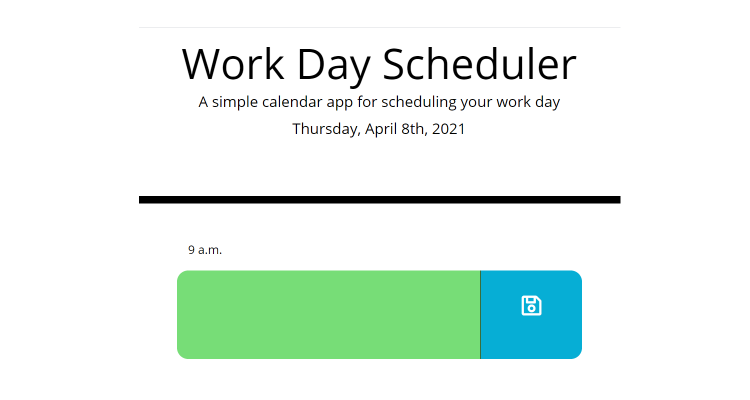 Work Day Scheduler
A simple calendar app for scheduling your work day
Thursday, April 8th, 2021
9 a.m.